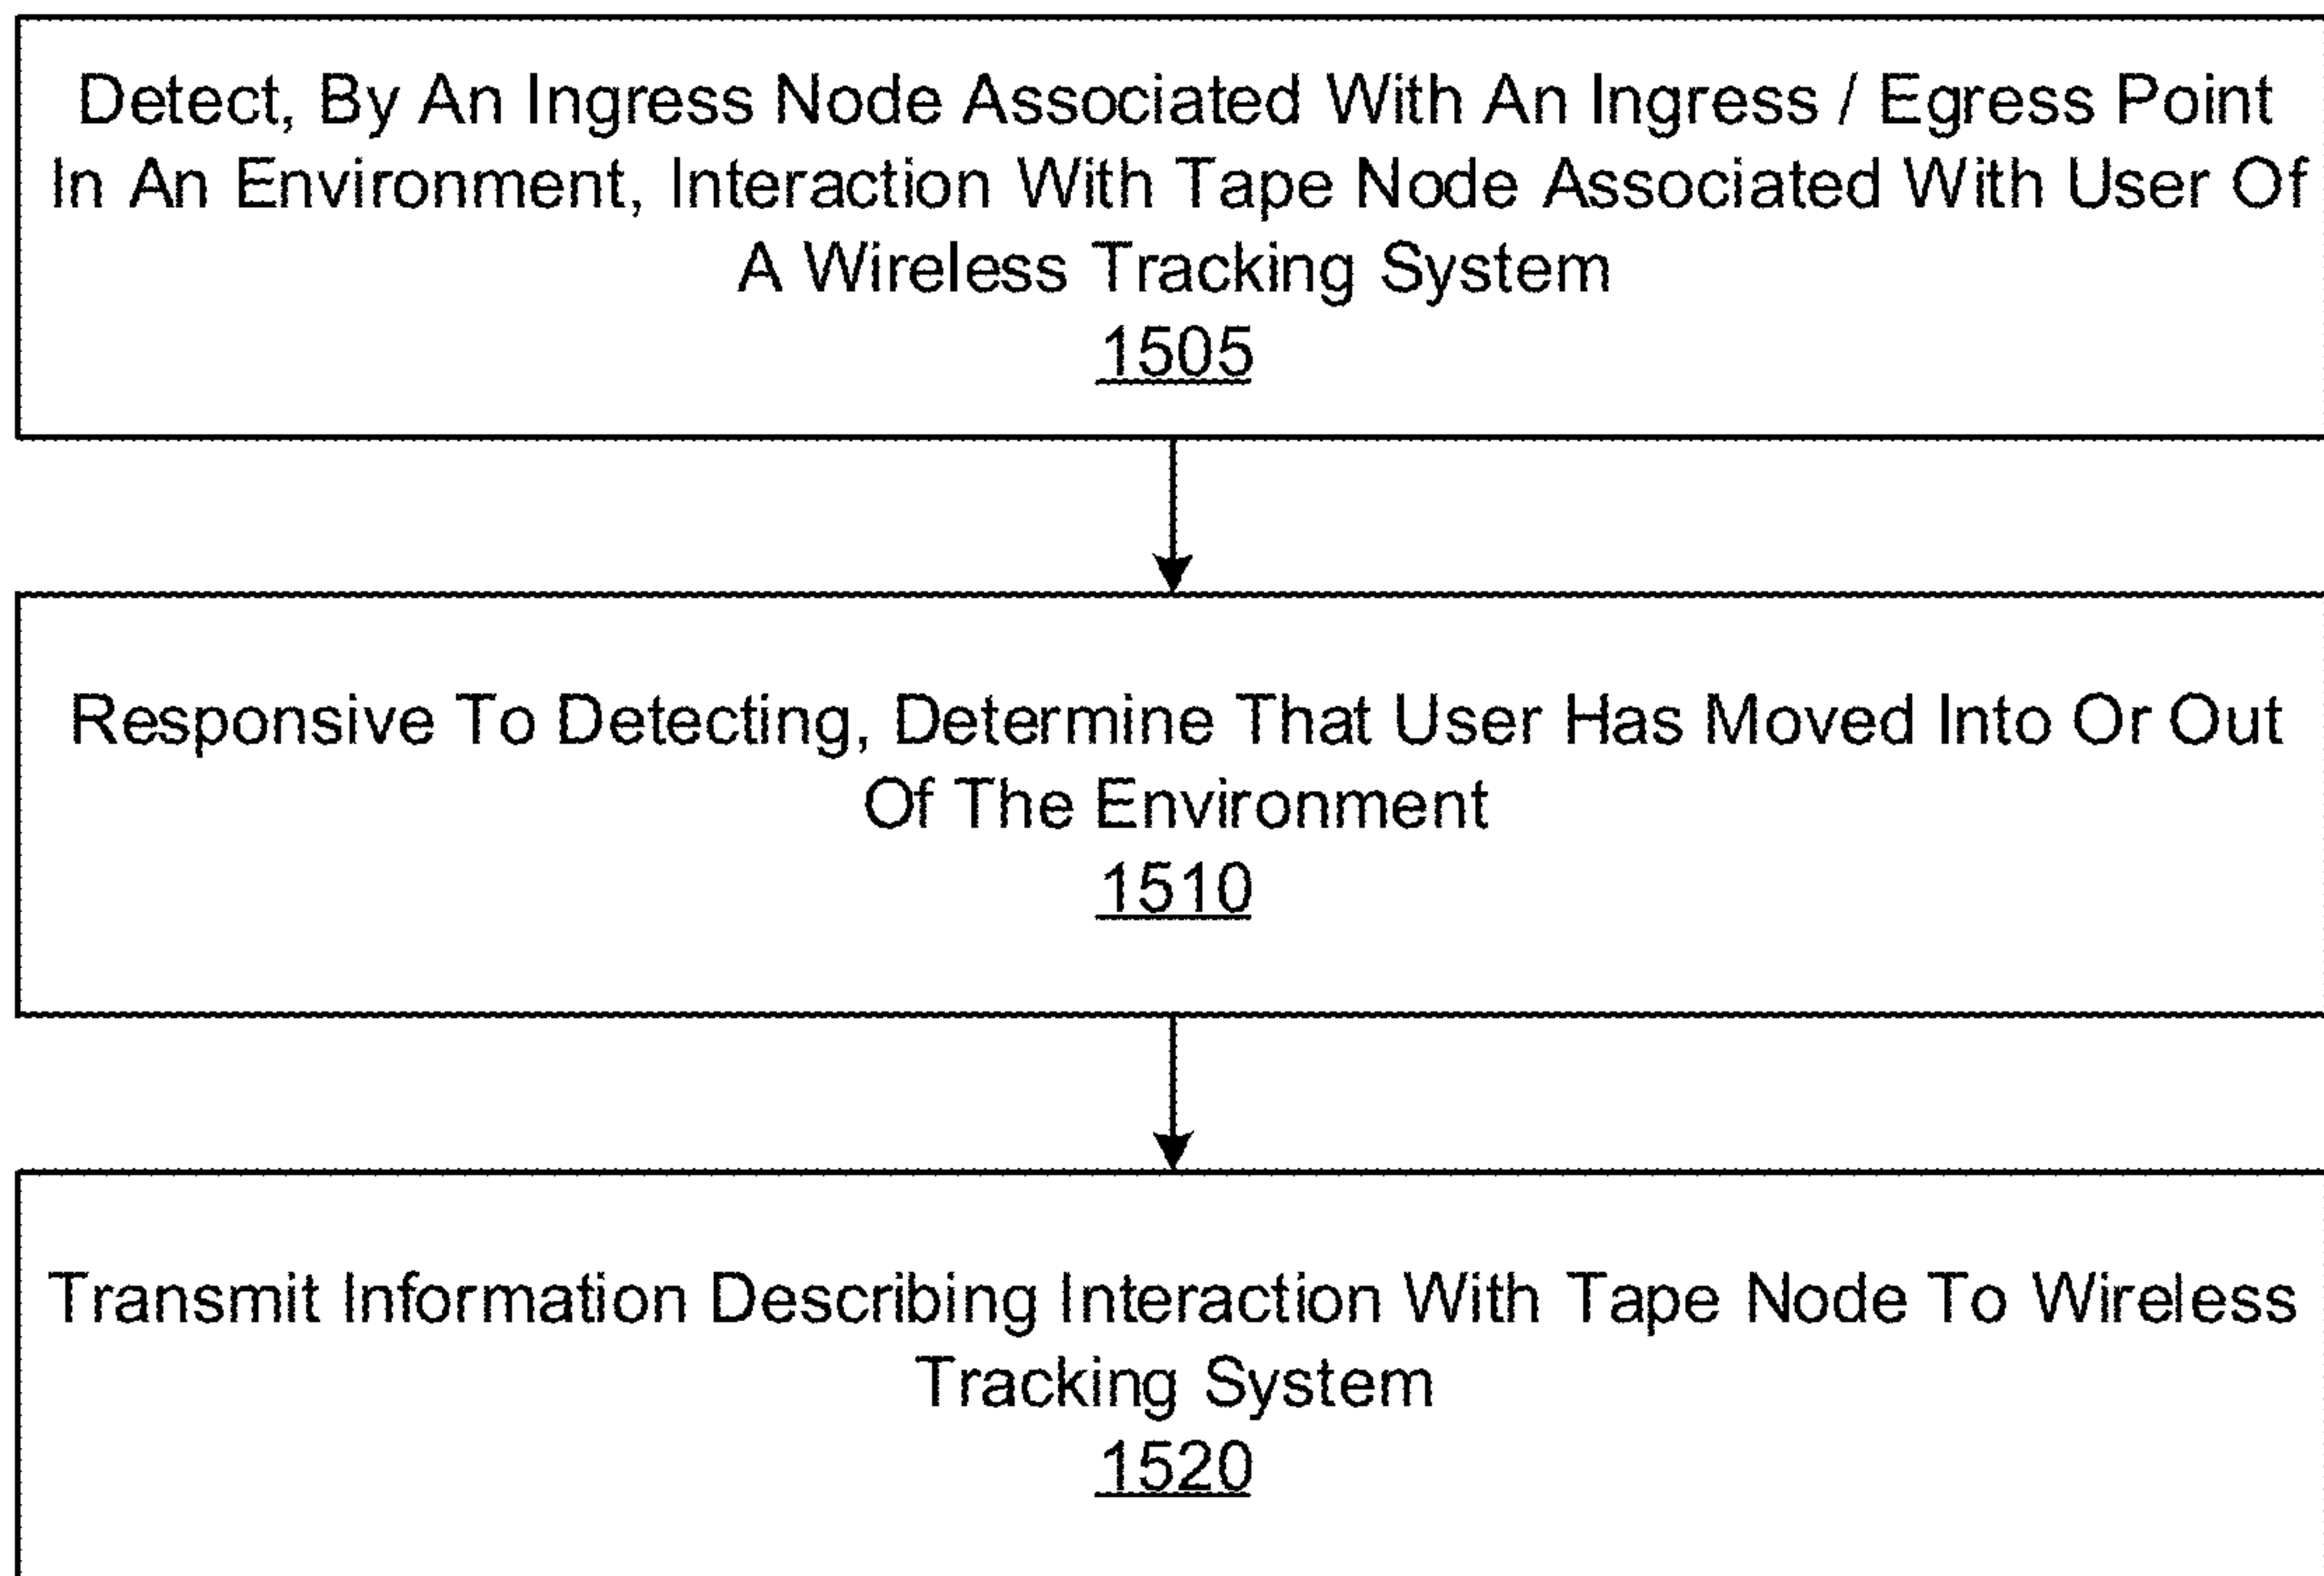 Detect, By An Ingress Node Associated With An Ingress / Egress Point
In An Environment, Interaction With Tape Node Associated With User Of
A Wireless Tracking System
1505
Responsive To Detecting, Determine That User Has Moved Into Or Out
Of The Environment
1510
Transmit Information Describing Interaction With Tape Node To Wireless
Tracking System
1520